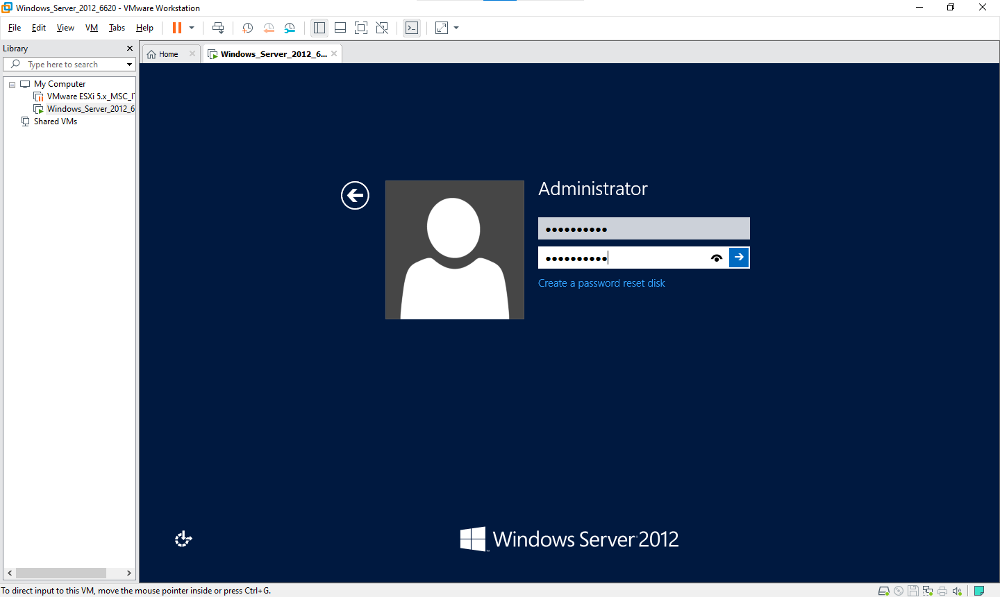 Windows_Server_2012_6620 - VMware Workstation
File Edit View VM Tabs Help
Library
Home
Windows_Server_2012_6...
Type here to search
My Computer
VMware ESXi 5.x_MSC_I
Windows_Server_2012_6
Shared VMs
Administrator
●●●●●●●●●●
●●●●●●●●●●
Create a password reset disk
Windows Server 2012
To direct input to this VM, move the mouse pointer inside or press Ctrl+G.